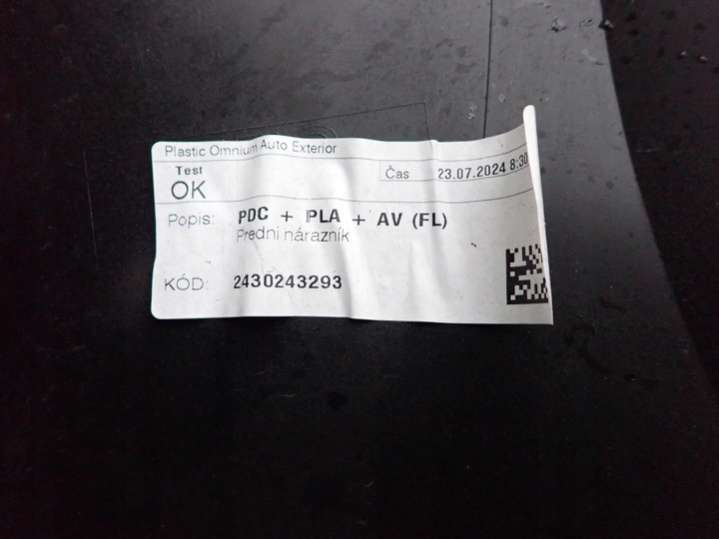 Plastic Omnium Auto Exterior
Test
OK
Čas 23.07.2024 8:30
Popis: PDC + PLA + AV (FL)
Predni nárazník
KÓD: 2430243293